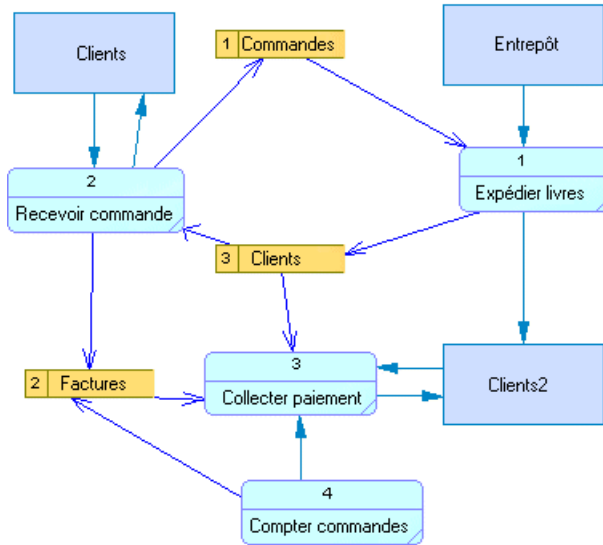 Clients
1 Commandes
Entrepôt
2
Recevoir commande
1
Expédier livres
3 Clients
2 Factures
3
Collecter paiement
Clients2
4
Compter commandes